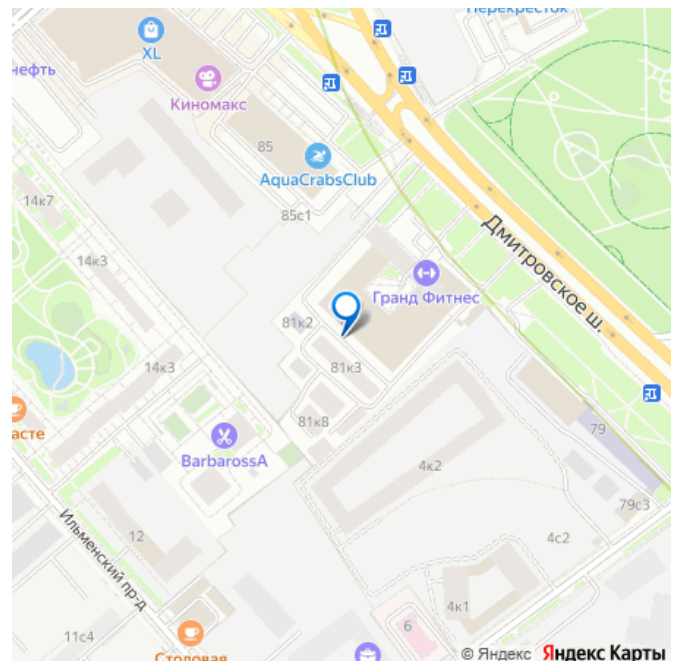 Перекресток
XL
нефть
Киномакс
85
AquaCrabsClub
14к7
85с1
Дмитровское ш.
14к3
Гранд Фитнес
81к2
14к3
81к3
81к8
асте
79
BarbarossA
4к2
79с3
Ильменский пр-д
12
4с2
4к1
6
11с4
Столовая
© Яндекс Яндекс Карты